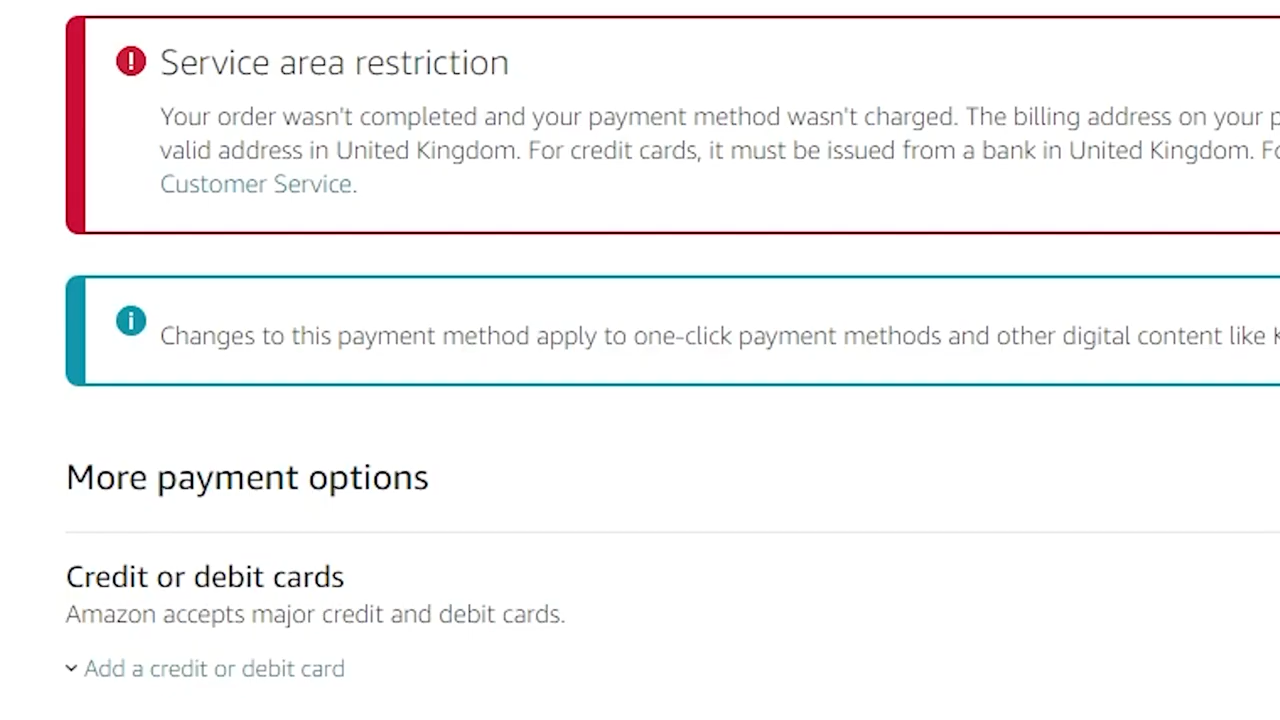 Service area restriction
Your order wasn't completed and your payment method wasn't charged. The billing address on your
valid address in United Kingdom. For credit cards, it must be issued from a bank in United Kingdom.
Customer Service.
Changes to this payment method apply to one-click payment methods and other digital content like
More payment options
Credit or debit cards
Amazon accepts major credit and debit cards.
Add a credit or debit card